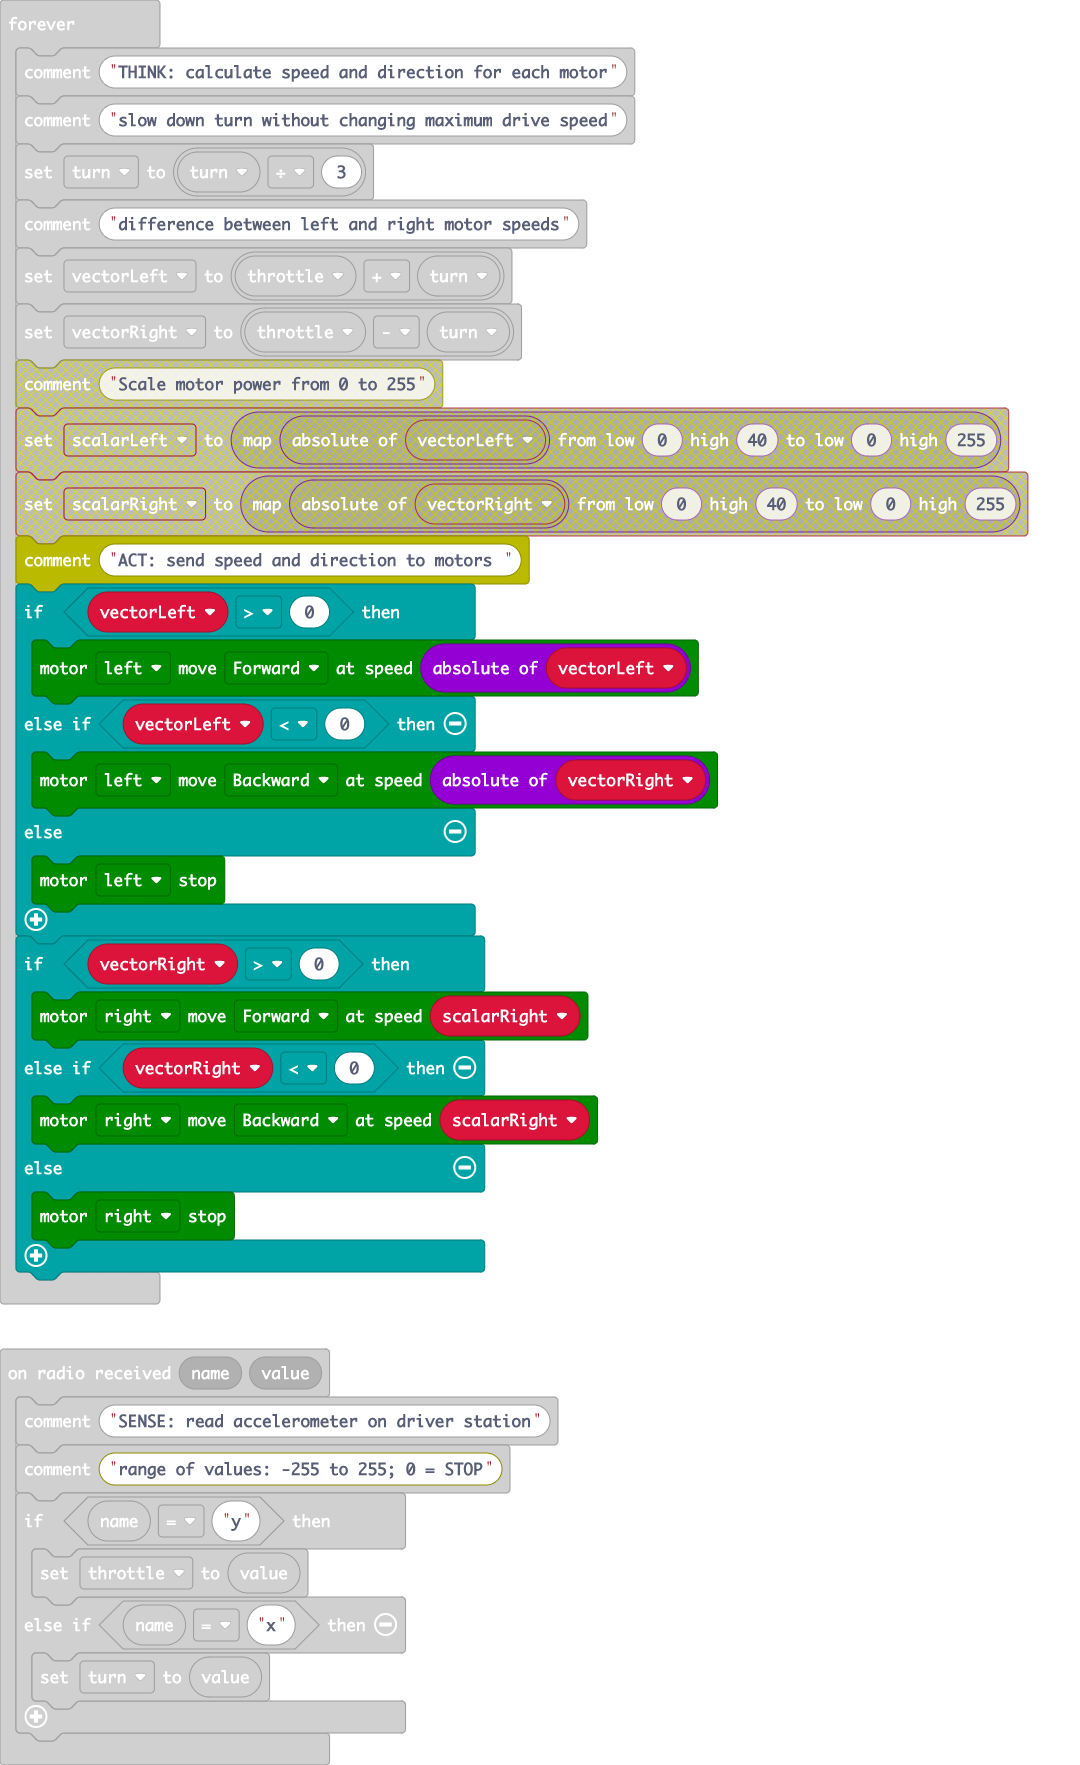 forever
comment "THINK: calculate speed and direction for each motor"
comment "slow down turn without changing maximum drive speed"
set turn to turn ÷ 3
comment "difference between left and right motor speeds"
set vectorLeft to throttle + turn
set vectorRight to throttle - turn
comment "Scale motor power from 0 to 255"
set scalarLeft to map absolute of vectorLeft from low 0 high 40 to low 0 high 255
set scalarRight to map absolute of vectorRight from low 0 high 40 to low 0 high 255
comment "ACT: send speed and direction to motors "
if vectorLeft > 0 then
motor left move Forward at speed absolute of vectorLeft
else if vectorLeft < 0 then
motor left move Backward at speed absolute of vectorRight
else
motor left stop
if vectorRight > 0 then
motor right move Forward at speed scalarRight
else if vectorRight < 0 then
motor right move Backward at speed scalarRight
else
motor right stop
on radio received name value
comment "SENSE: read accelerometer on driver station"
comment "range of values: -255 to 255; 0 = STOP"
if name = "y" then
set throttle to value
else if name = "x" then
set turn to value